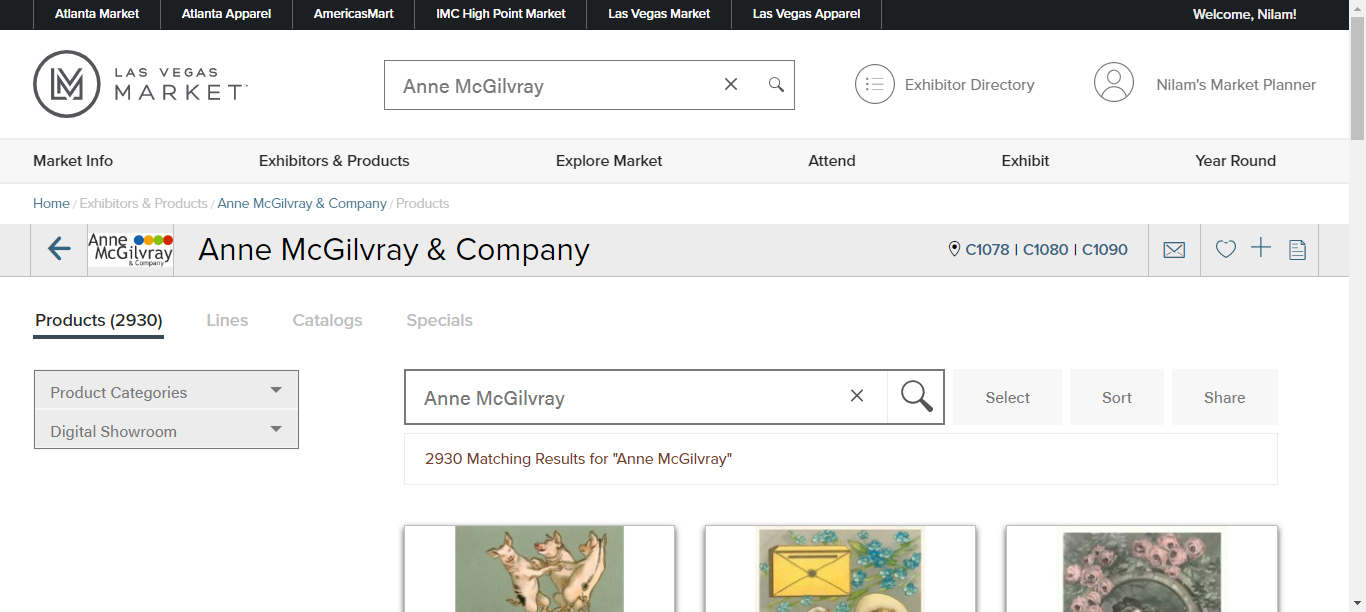 Atlanta Market Atlanta Apparel AmericasMart IMC High Point Market Las Vegas Market Las Vegas Apparel Welcome, Nilam!
LAS VEGAS
MARKET
Anne McGilvray
Exhibitor Directory
Nilam's Market Planner
Market Info Exhibitors & Products Explore Market Attend Exhibit Year Round
Home / Exhibitors & Products / Anne McGilvray & Company / Products
Anne
McGilvray
& Company
Anne McGilvray & Company
C1078 | C1080 | C1090
Products (2930) Lines Catalogs Specials
Product Categories
Digital Showroom
Anne McGilvray
Select Sort Share
2930 Matching Results for "Anne McGilvray"